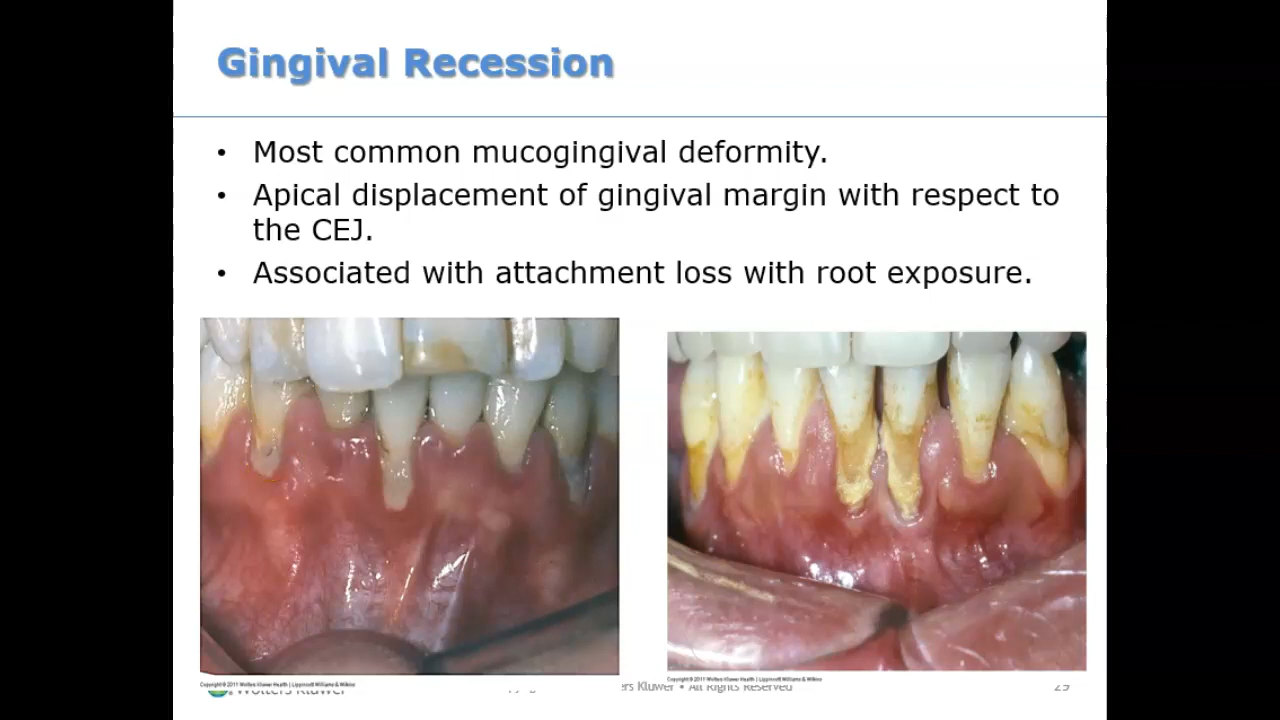 Gingival Recession
• Most common mucogingival deformity.
• Apical displacement of gingival margin with respect to
the CEJ.
• Associated with attachment loss with root exposure.
Copyright © 2011 Wolters Kluwer Health | Lippincott Williams & Wilkins
Copyright © 2011 Wolters Kluwer Health | Lippincott Williams & Wilkins
Wolters Kluwer
Kluwer • All Rights Reserved
29